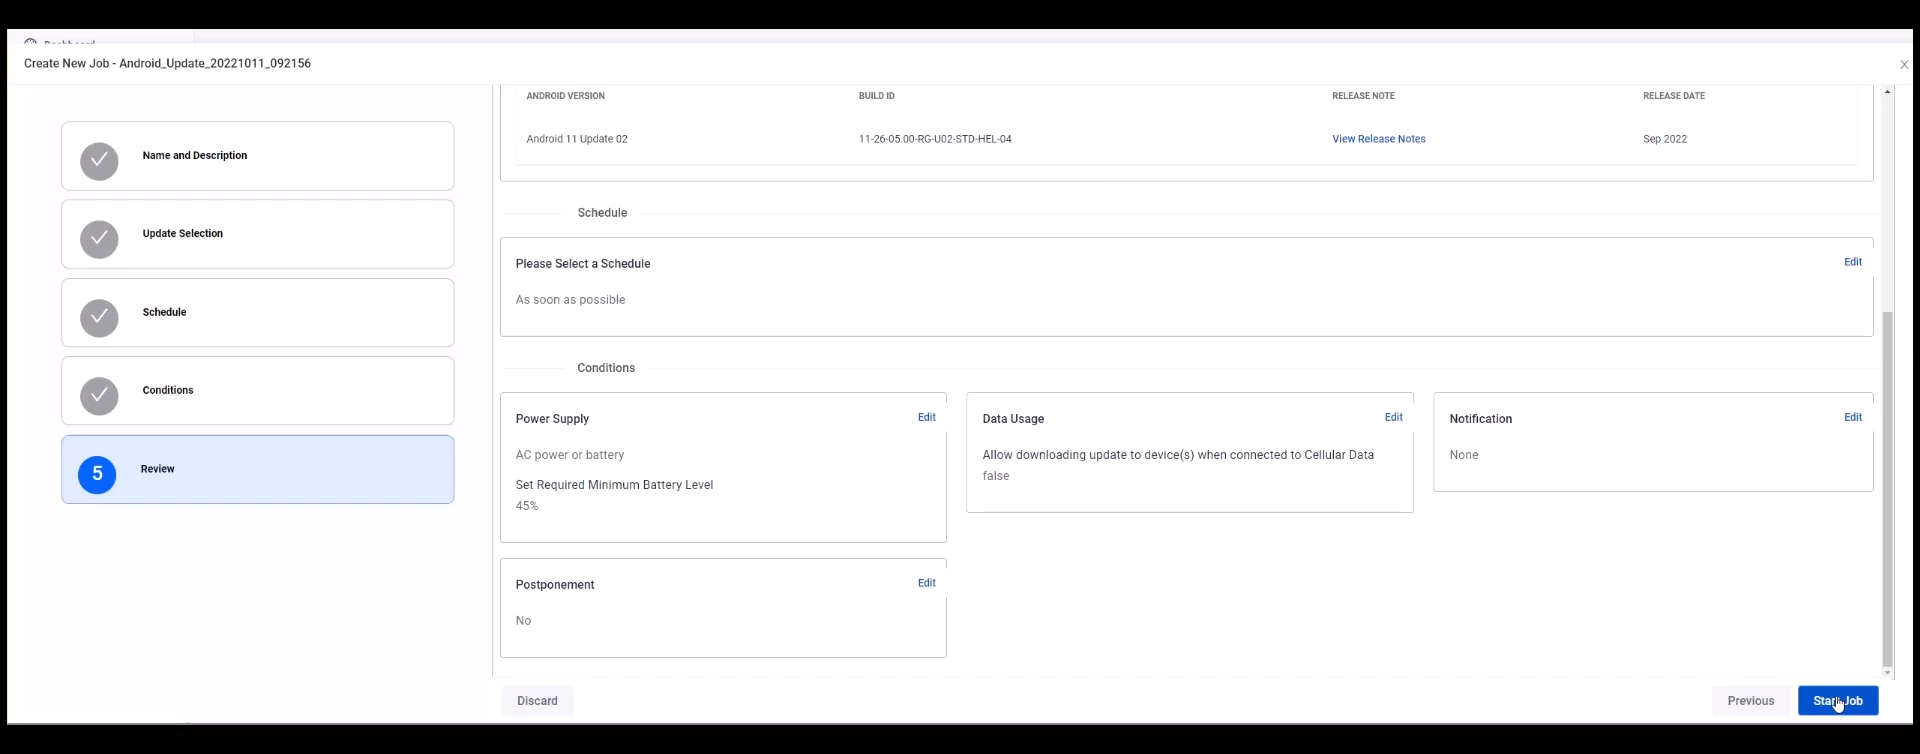 Create New Job - Android_Update_20221011_092156
Name and Description
Update Selection
Schedule
Conditions
5
Review
ANDROID VERSION BUILD ID RELEASE NOTE RELEASE DATE
Android 11 Update 02 11-26-05.00-RG-U02-STD-HEL-04 View Release Notes Sep 2022
Schedule
Please Select a Schedule Edit
As soon as possible
Conditions
Power Supply Edit
AC power or battery
Set Required Minimum Battery Level
45%
Data Usage Edit
Allow downloading update to device(s) when connected to Cellular Data
false
Notification Edit
None
Postponement Edit
No
Discard Previous Start Job